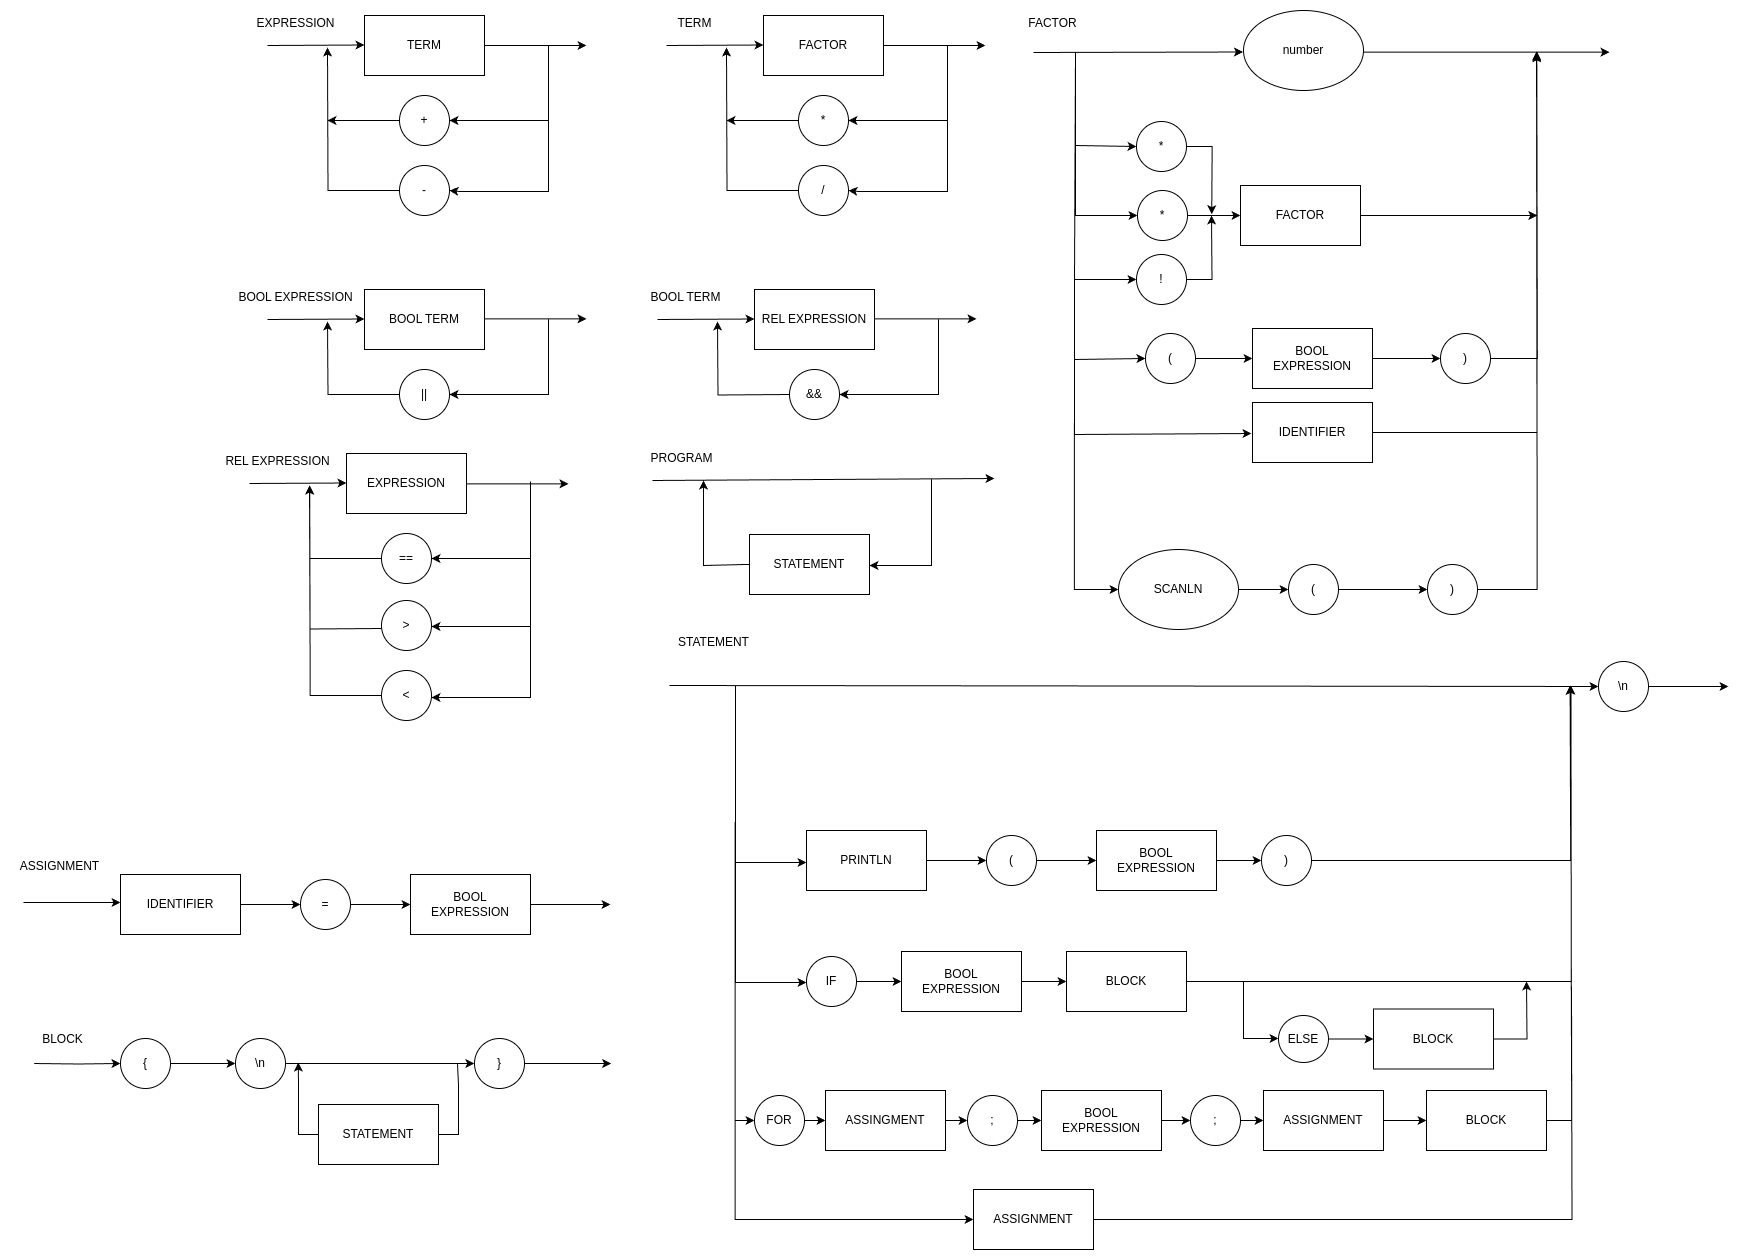 EXPRESSION
TERM
+
-
TERM
FACTOR
*
/
FACTOR
number
*
*
!
FACTOR
(
BOOL
EXPRESSION
)
IDENTIFIER
SCANLN
(
)
BOOL EXPRESSION
BOOL TERM
||
BOOL TERM
REL EXPRESSION
&&
REL EXPRESSION
EXPRESSION
==
>
<
PROGRAM
STATEMENT
STATEMENT
\n
PRINTLN
(
BOOL
EXPRESSION
)
IF
BOOL
EXPRESSION
BLOCK
ELSE
BLOCK
FOR
ASSINGMENT
;
BOOL
EXPRESSION
;
ASSIGNMENT
BLOCK
ASSIGNMENT
ASSIGNMENT
IDENTIFIER
=
BOOL
EXPRESSION
BLOCK
{
\n
}
STATEMENT